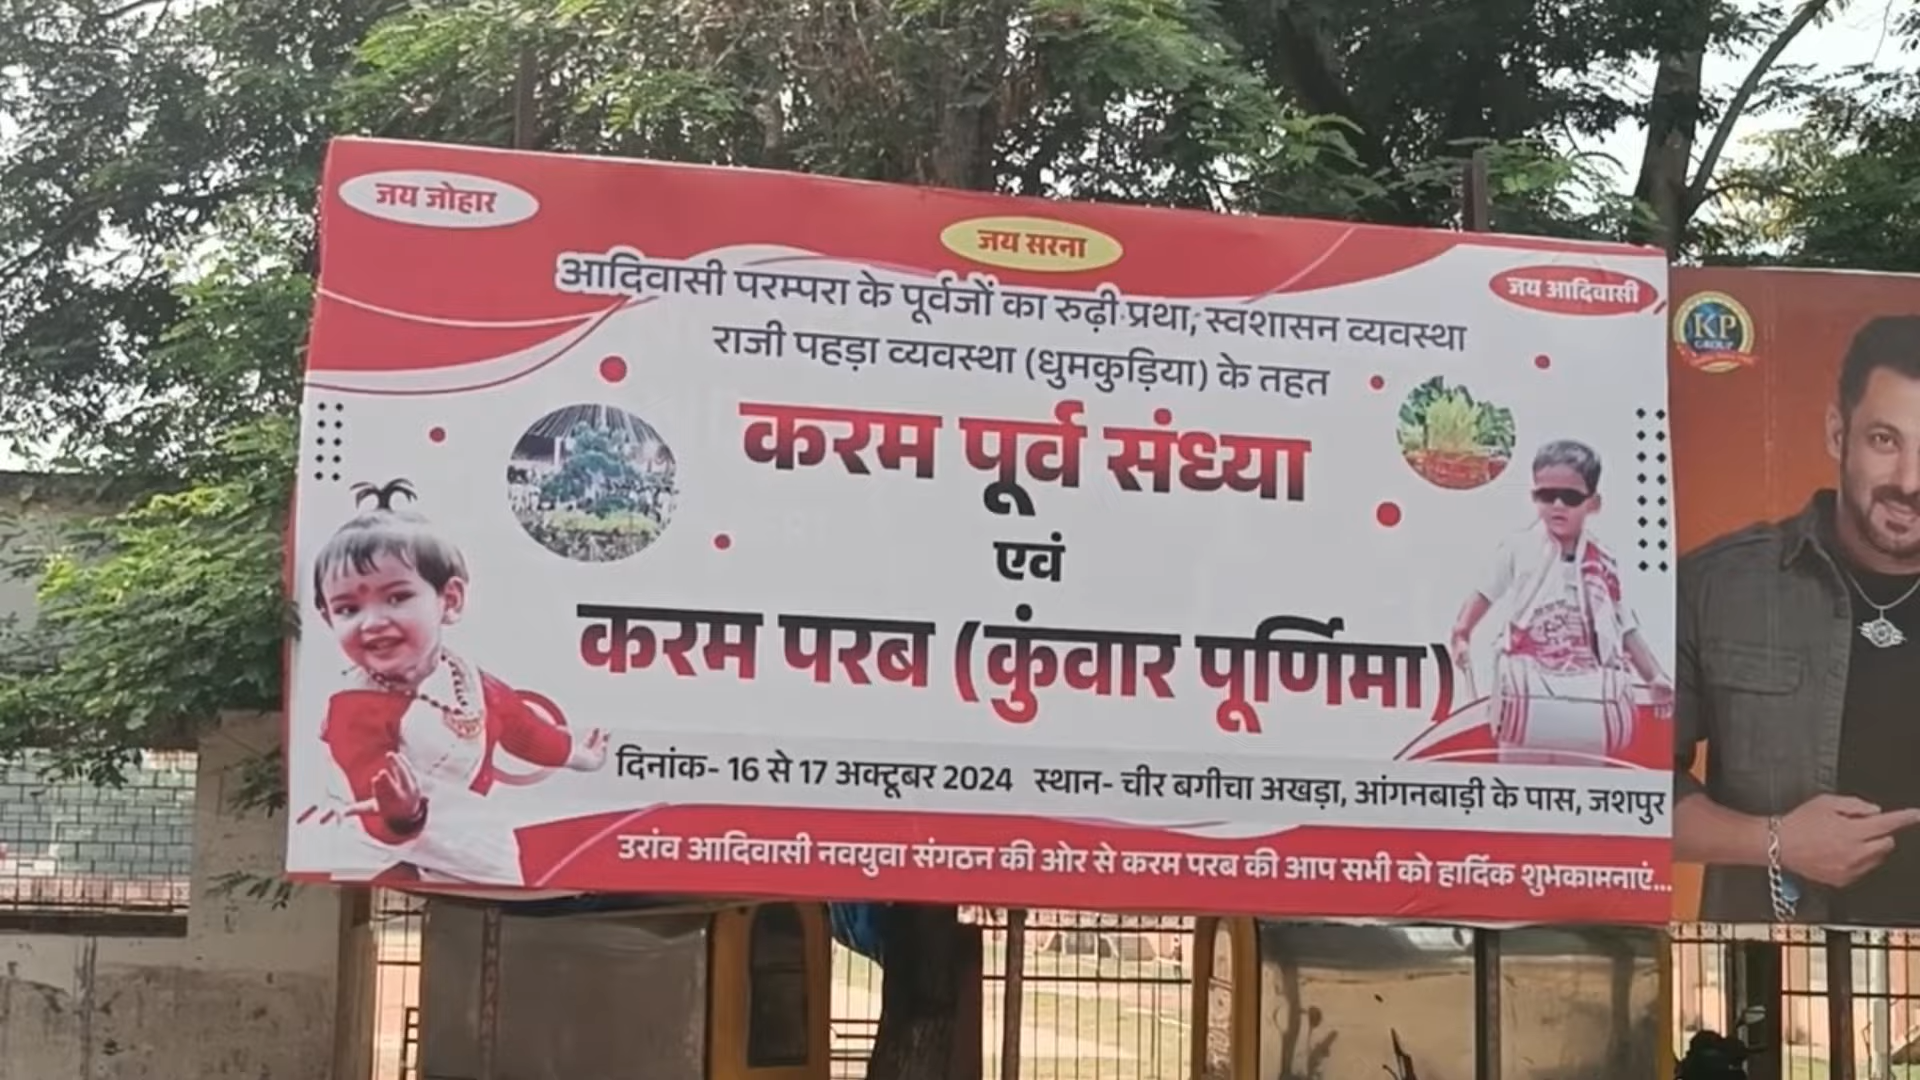 जय जोहार
जय सरना
जय आदिवासी
आदिवासी परम्परा के पूर्वजों का रुढ़ी प्रथा, स्वशासन व्यवस्था
राजी पहड़ा व्यवस्था (धुमकुड़िया) के तहत
करम पूर्व संध्या
एवं
करम परब (कुंवार पूर्णिमा)
दिनांक- 16 से 17 अक्टूबर 2024 स्थान- चीर बगीचा अखड़ा, आंगनबाड़ी के पास, जशपुर
उरांव आदिवासी नवयुवा संगठन की ओर से करम परब की आप सभी को हार्दिक शुभकामनाएं...
KP
GROUP